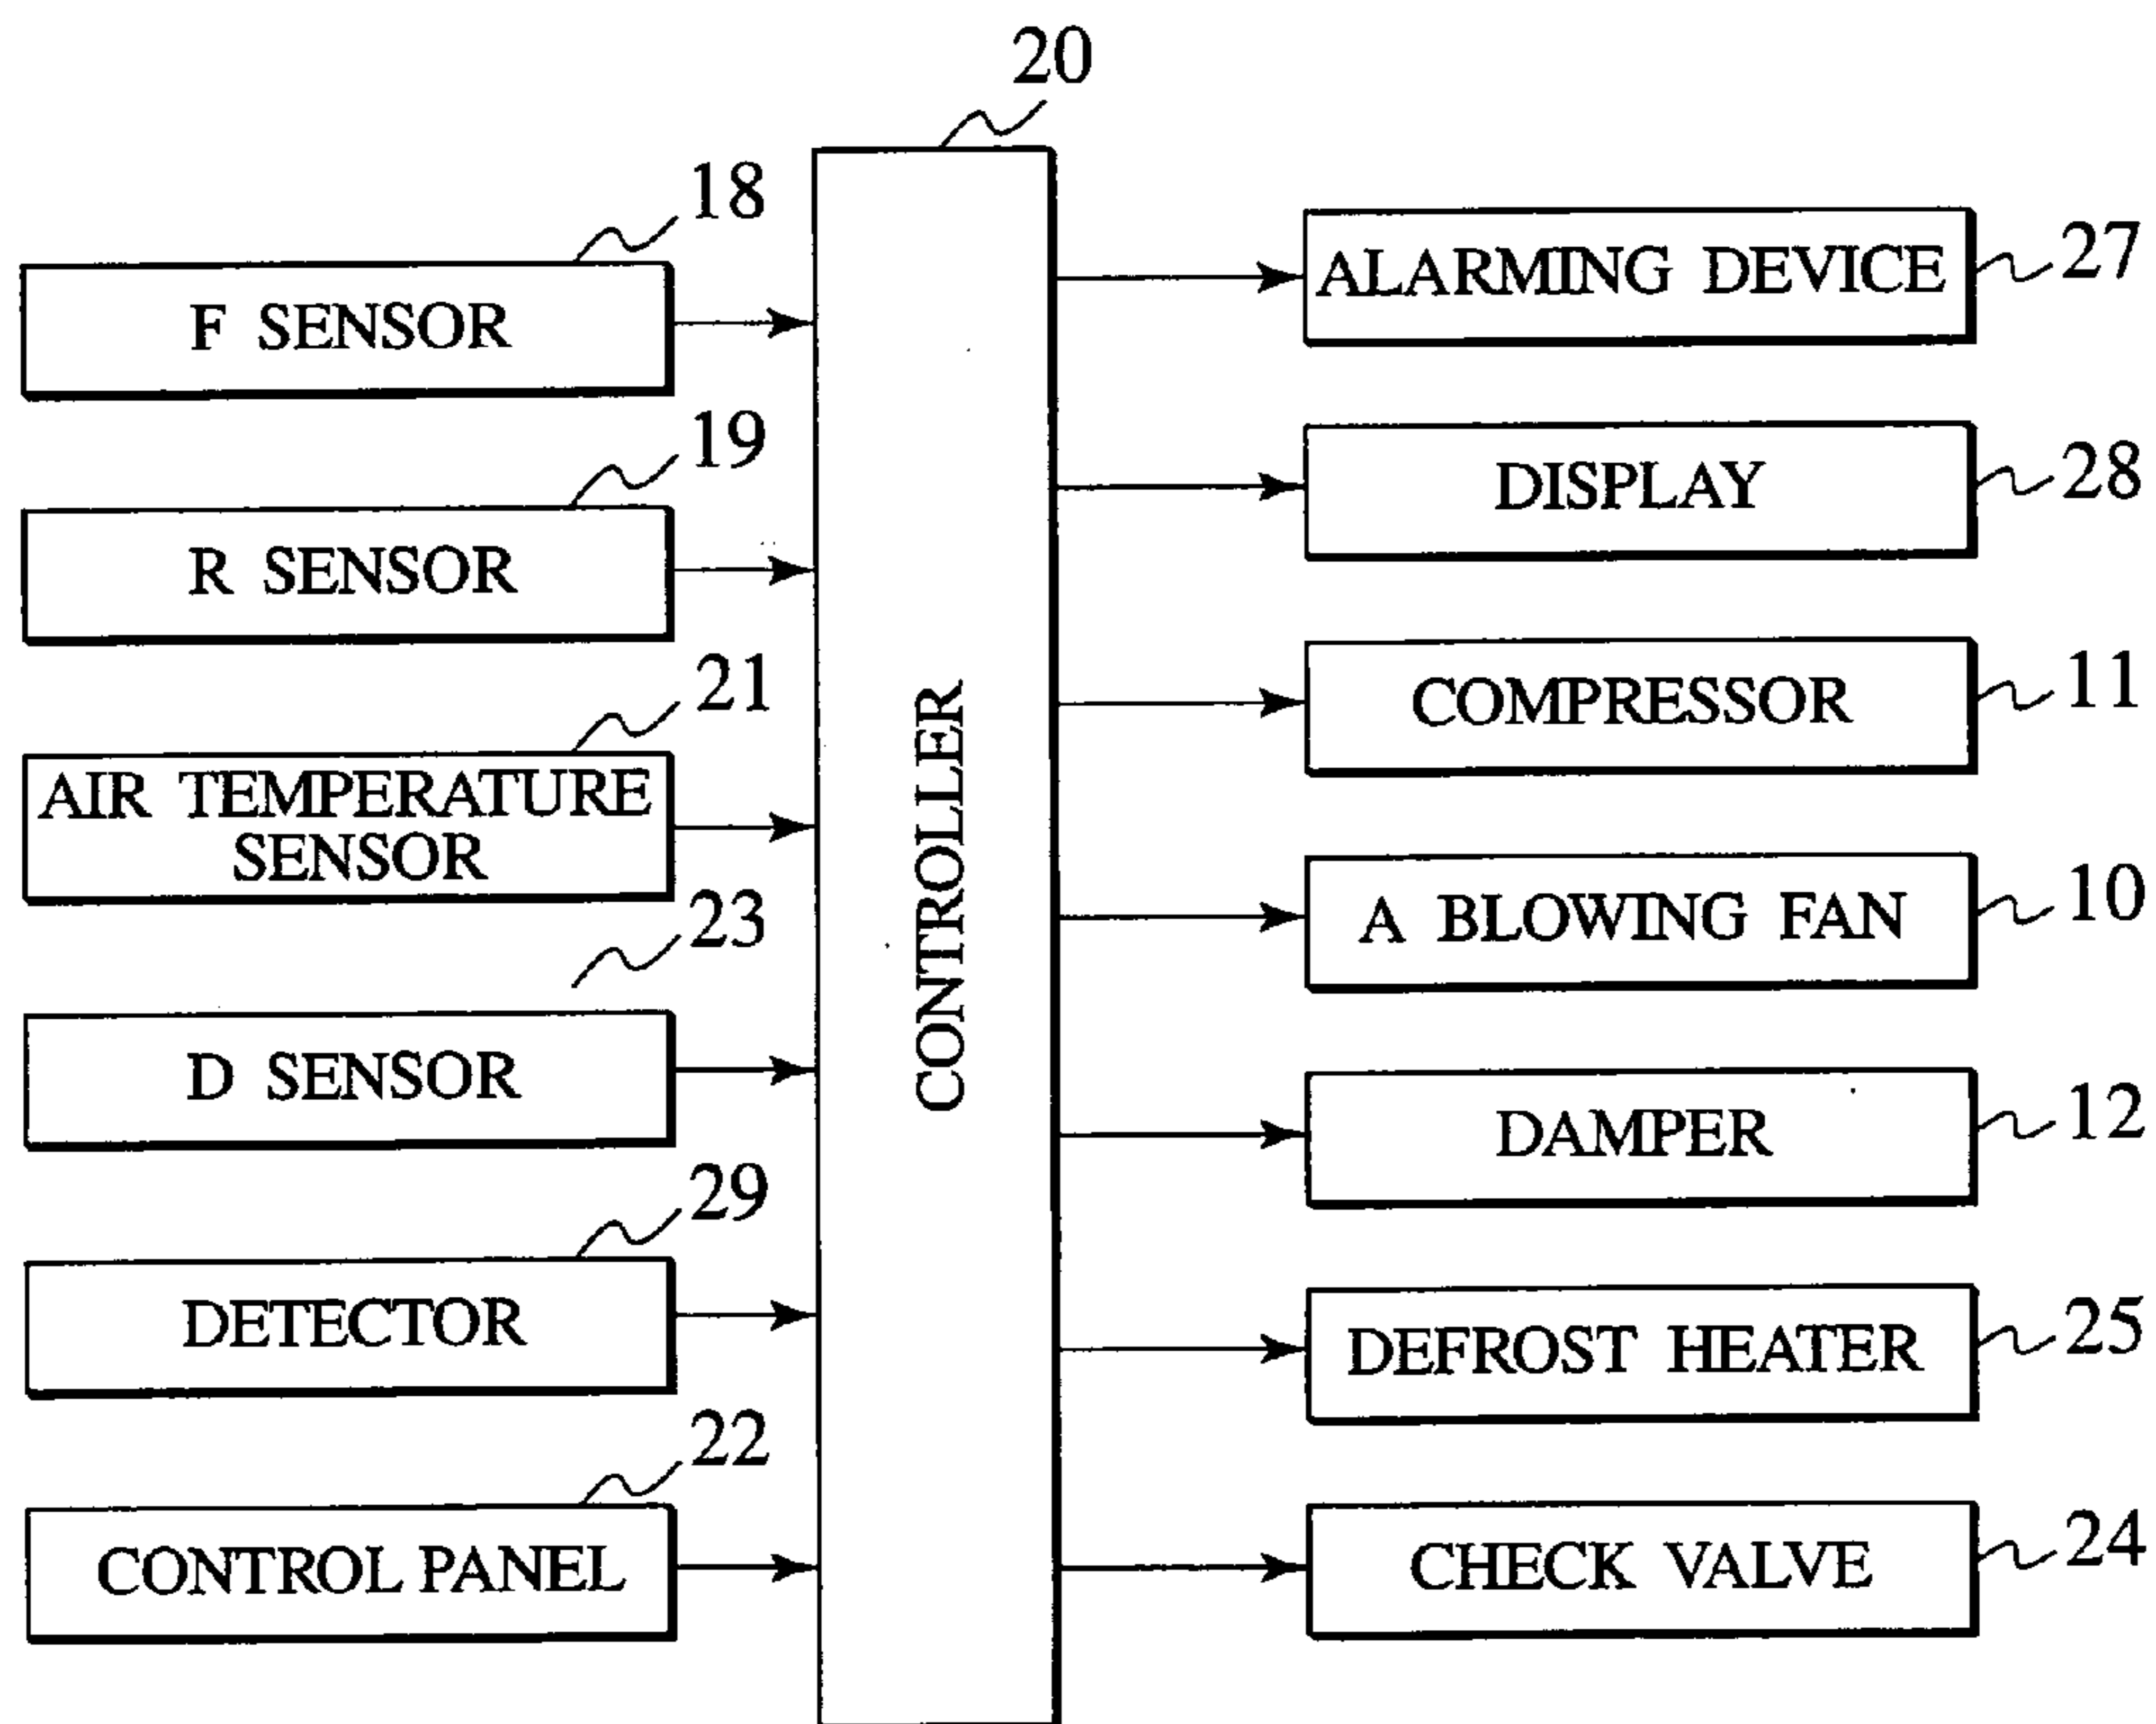 20
18
F SENSOR
19
R SENSOR
21
AIR TEMPERATURE
SENSOR
23
D SENSOR
29
DETECTOR
22
CONTROL PANEL
CONTROLLER
ALARMING DEVICE
27
DISPLAY
28
COMPRESSOR
11
A BLOWING FAN
10
DAMPER
12
DEFROST HEATER
25
CHECK VALVE
24